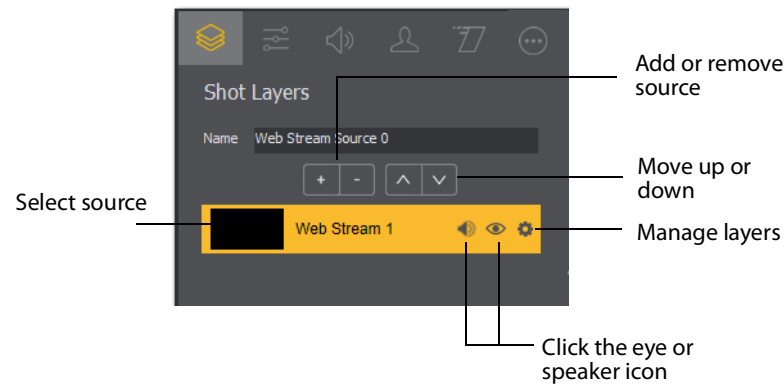 Shot Layers
Name Web Stream Source 0
+ -
Web Stream 1
Add or remove
source
Move up or
down
Select source
Manage layers
Click the eye or
speaker icon